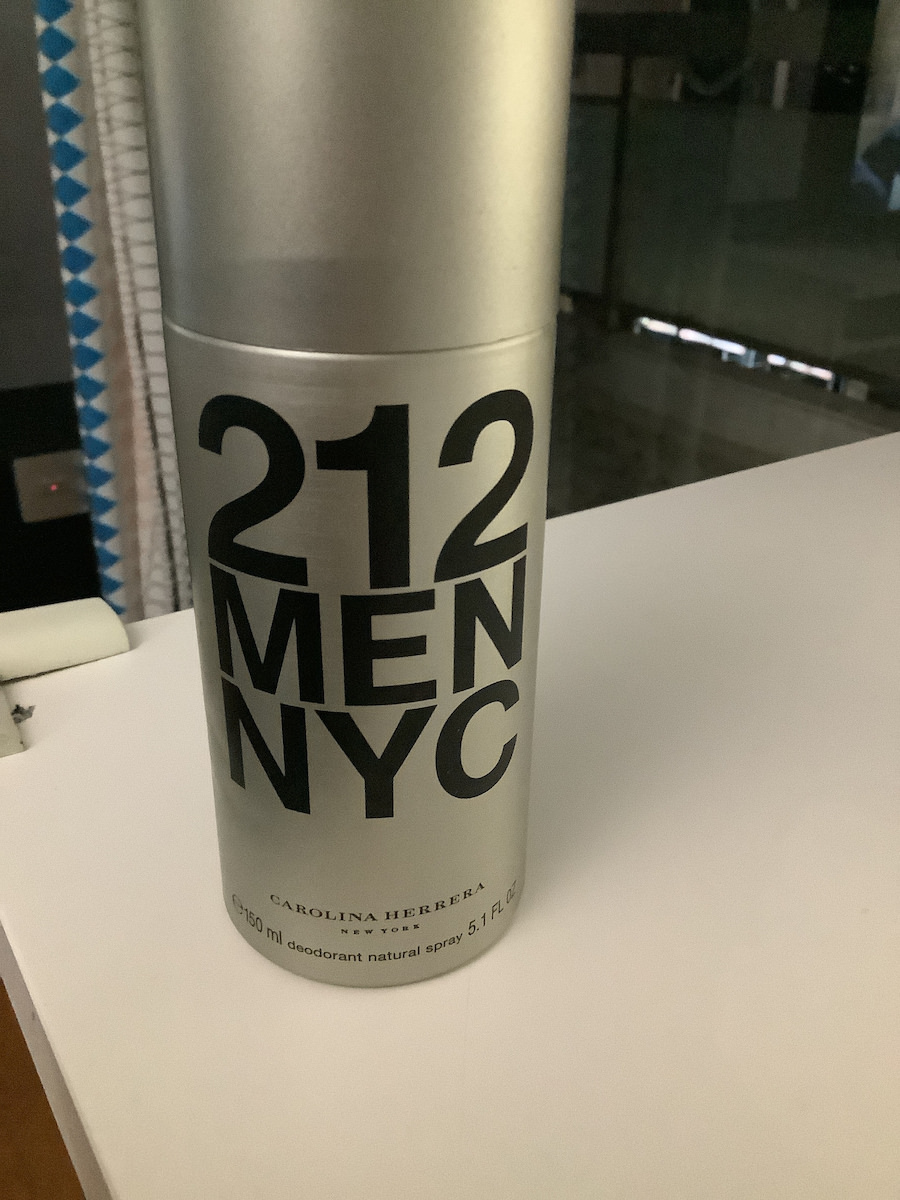 212
MEN
NYC
CAROLINA HERRERA
NEW YORK
℮150 ml deodorant natural spray 5.1 FL OZ